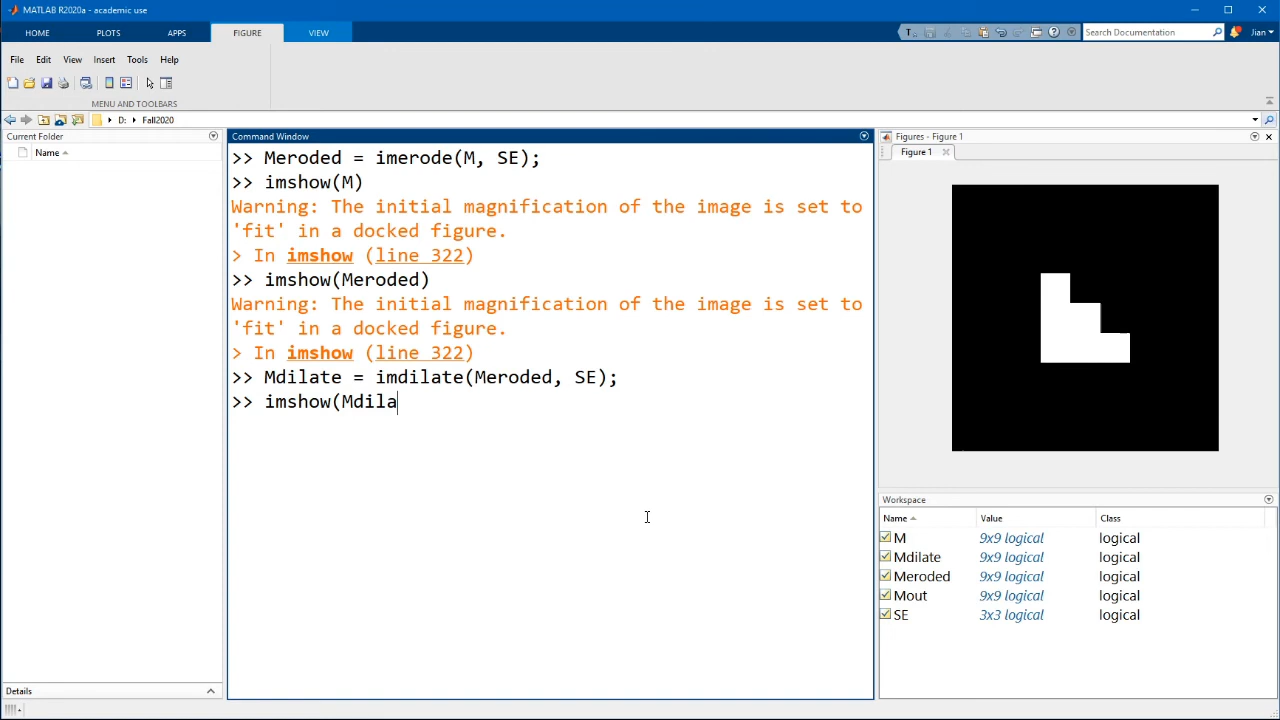 MATLAB R2020a - academic use
HOME PLOTS APPS FIGURE VIEW Search Documentation Jian
File Edit View Insert Tools Help
MENU AND TOOLBARS
D: Fall2020
Current Folder
Name
Command Window
>> Meroded = imerode(M, SE);
>> imshow(M)
Warning: The initial magnification of the image is set to
'fit' in a docked figure.
> In imshow (line 322)
>> imshow(Meroded)
Warning: The initial magnification of the image is set to
'fit' in a docked figure.
> In imshow (line 322)
>> Mdilate = imdilate(Meroded, SE);
>> imshow(Mdila
Figures - Figure 1
Figure 1
Workspace
Name Value Class
M 9x9 logical logical
Mdilate 9x9 logical logical
Meroded 9x9 logical logical
Mout 9x9 logical logical
SE 3x3 logical logical
Details